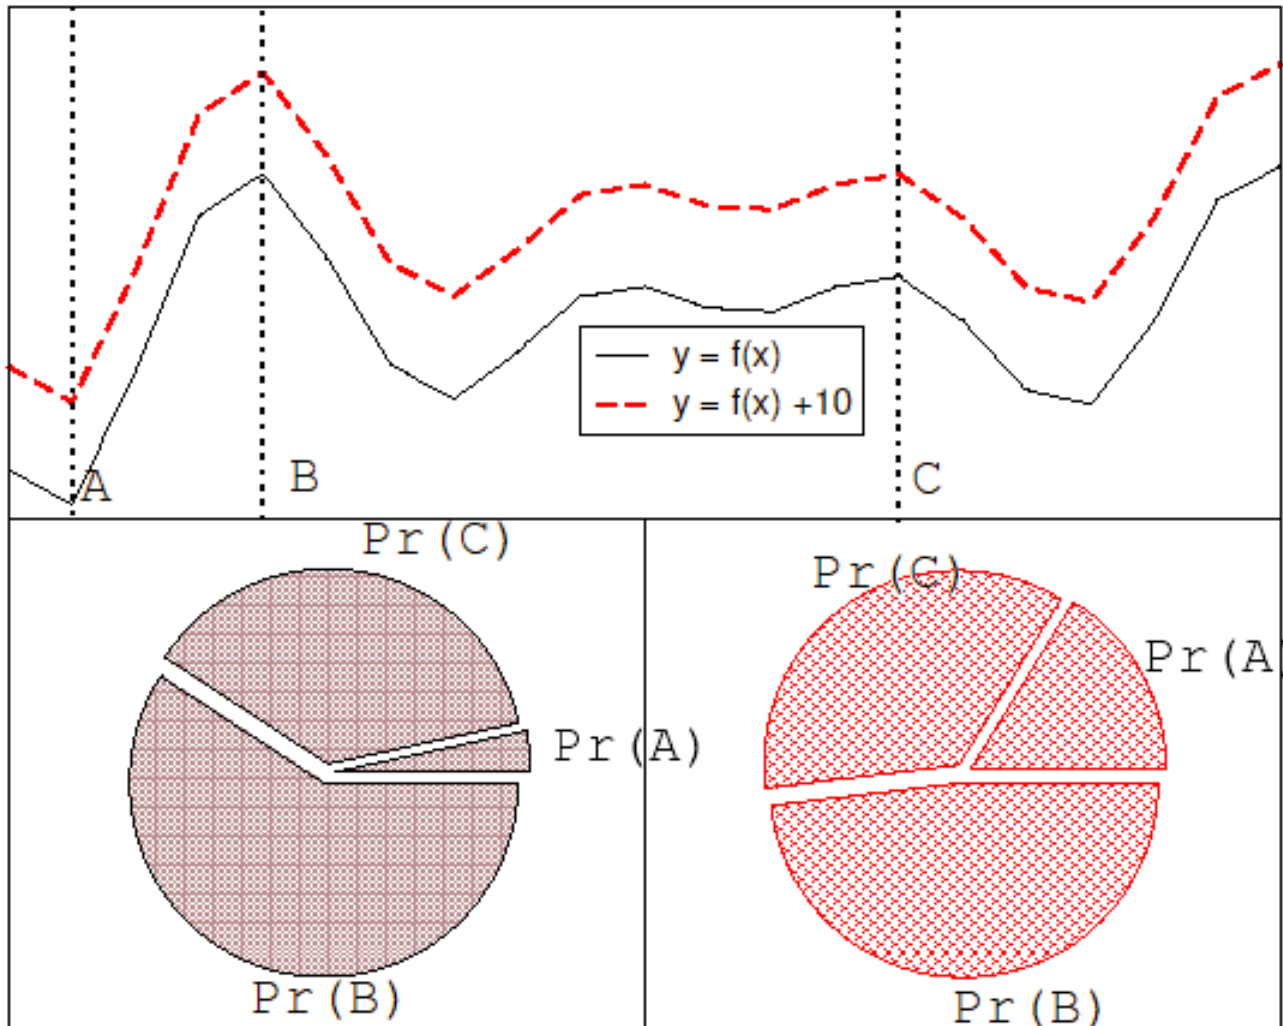 y = f(x)
y = f(x) +10
A
B
C
Pr(C)
Pr(A)
Pr(B)
Pr(C)
Pr(A)
Pr(B)